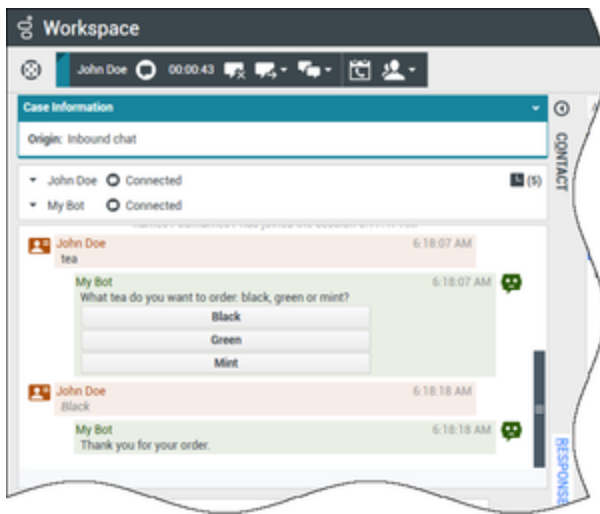 Workspace
John Doe 00:00:43
Case Information
Origin: Inbound chat
John Doe Connected
(5)
My Bot Connected
CONTACT
John Doe 6:18:07 AM
tea
My Bot 6:18:07 AM
What tea do you want to order: black, green or mint?
Black
Green
Mint
John Doe 6:18:18 AM
Black
My Bot 6:18:18 AM
Thank you for your order.
RESPONSE